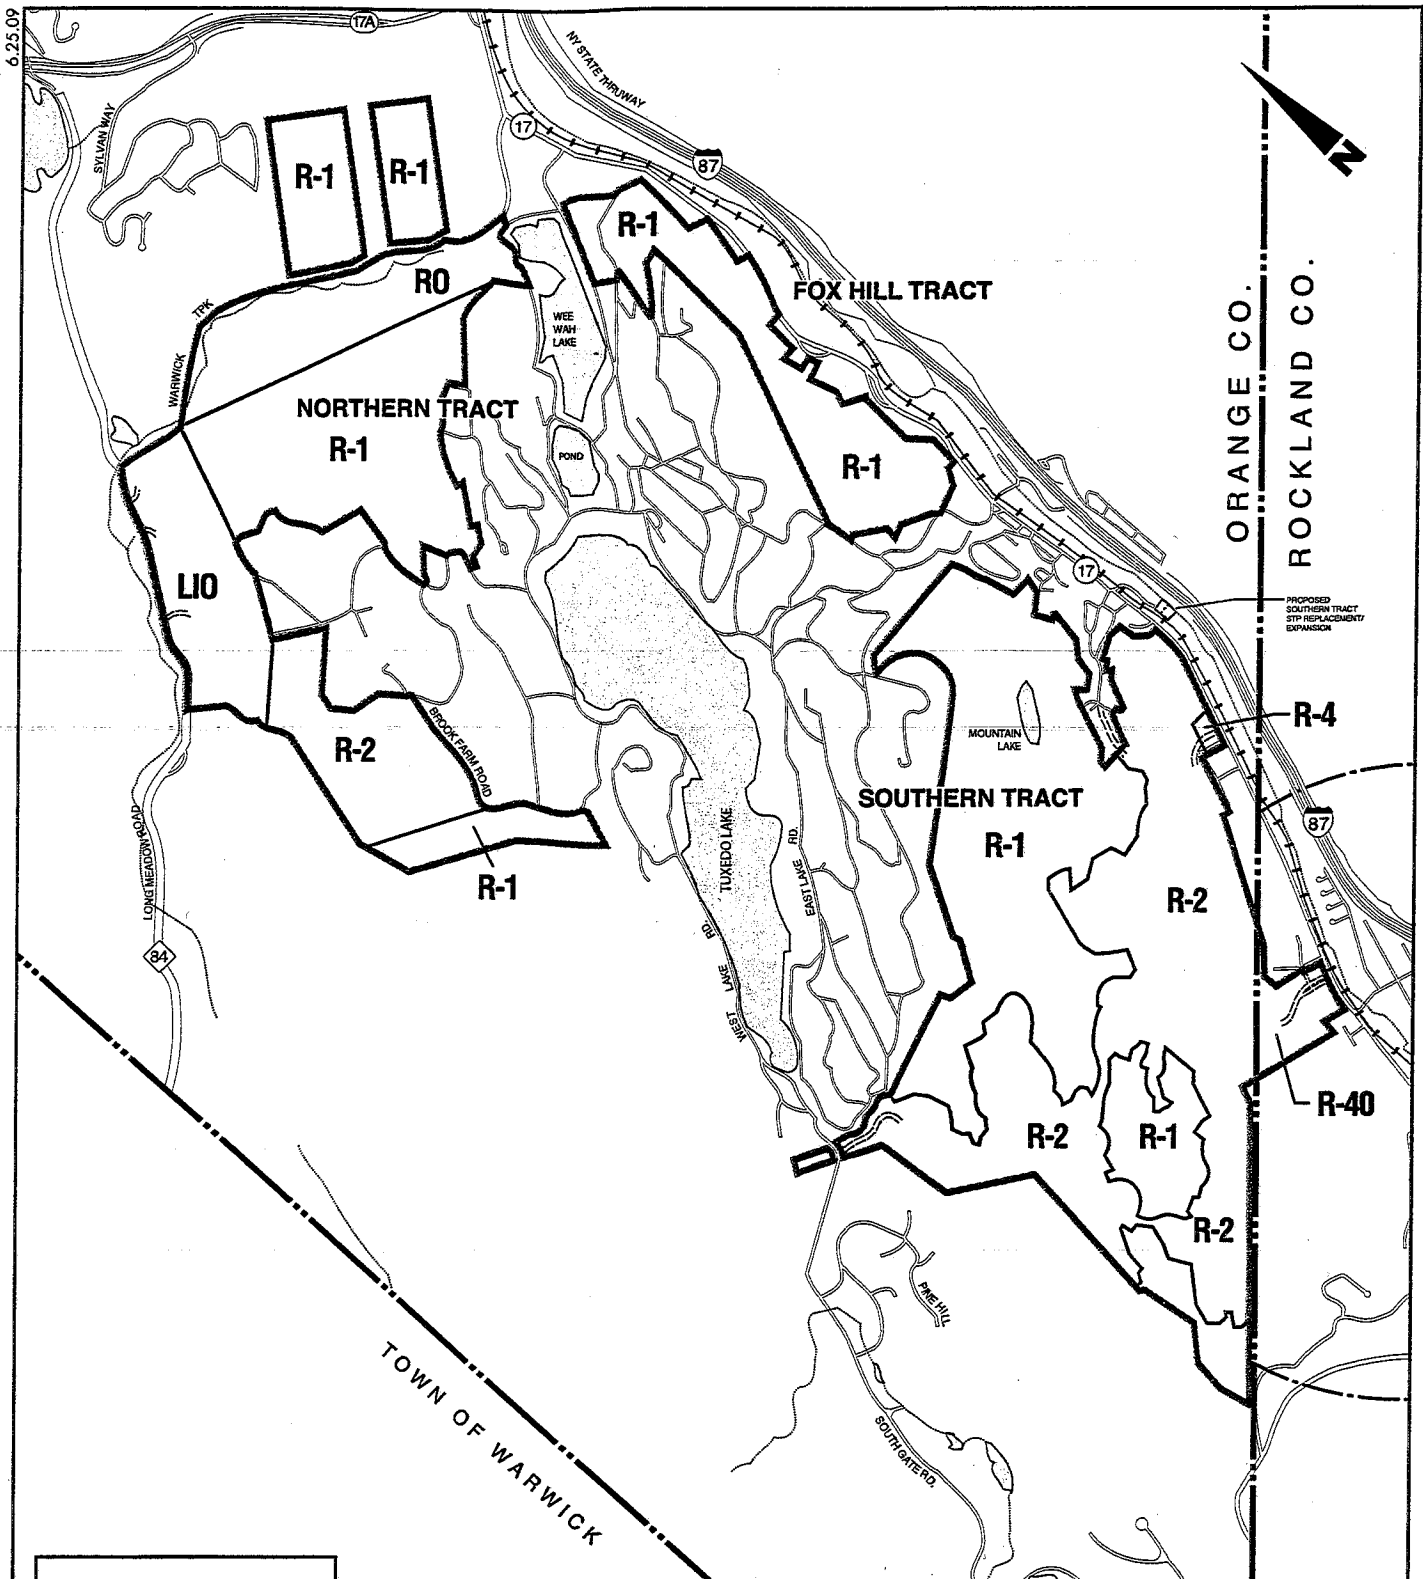 6.25.09
17A
NY STATE THRUWAY
SYLVAN WAY
17
87
N
R-1
R-1
R-1
RO
FOX HILL TRACT
ORANGE CO.
ROCKLAND CO.
WARWICK TPK
WEE
WAH
LAKE
NORTHERN TRACT
R-1
POND
R-1
LIO
17
PROPOSED
SOUTHERN TRACT
STP REPLACEMENT/
EXPANSION
R-4
R-2
BROOK FARM ROAD
MOUNTAIN
LAKE
SOUTHERN TRACT
R-1
87
TUXEDO LAKE
EAST LAKE RD.
LONG MEADOW ROAD
R-1
R-2
84
WEST LAKE RD.
R-2
R-1
R-40
R-2
PINE HILL
TOWN OF WARWICK
SOUTH GATE RD.